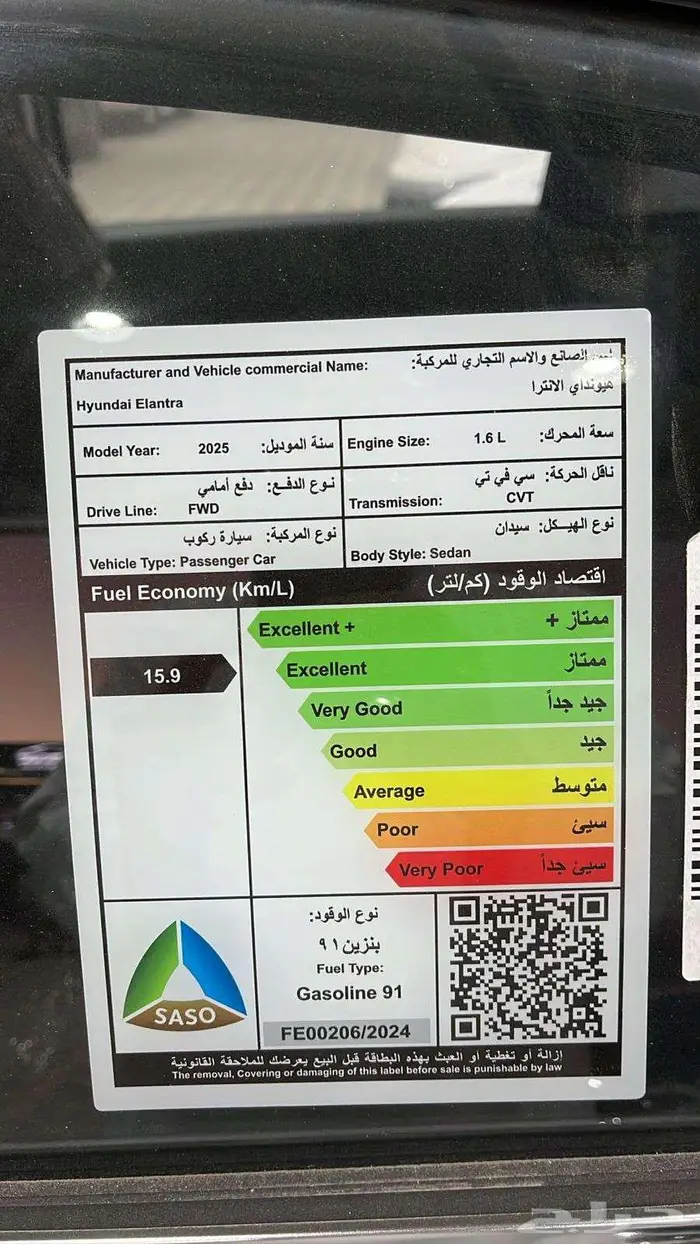 Manufacturer and Vehicle commercial Name:
الصانع والاسم التجاري للمركبة:
Hyundai Elantra
هيونداي الانترا
Model Year: 2025 سنة الموديل:
Engine Size: 1.6 L سعة المحرك:
نوع الدفع: دفع أمامي
Drive Line: FWD
ناقل الحركة: سي في تي
Transmission: CVT
نوع المركبة: سيارة ركوب
Vehicle Type: Passenger Car
نوع الهيكل: سيدان
Body Style: Sedan
Fuel Economy (Km/L) اقتصاد الوقود (كم/لتر)
15.9
Excellent + ممتاز +
Excellent ممتاز
Very Good جيد جداً
Good جيد
Average متوسط
Poor سيئ
Very Poor سيئ جداً
SASO
نوع الوقود:
بنزين ٩١
Fuel Type:
Gasoline 91
FE00206/2024
إزالة أو تغطية أو العبث بهذه البطاقة قبل البيع يعرضك للملاحقة القانونية
The removal, Covering or damaging of this label before sale is punishable by law
حراج